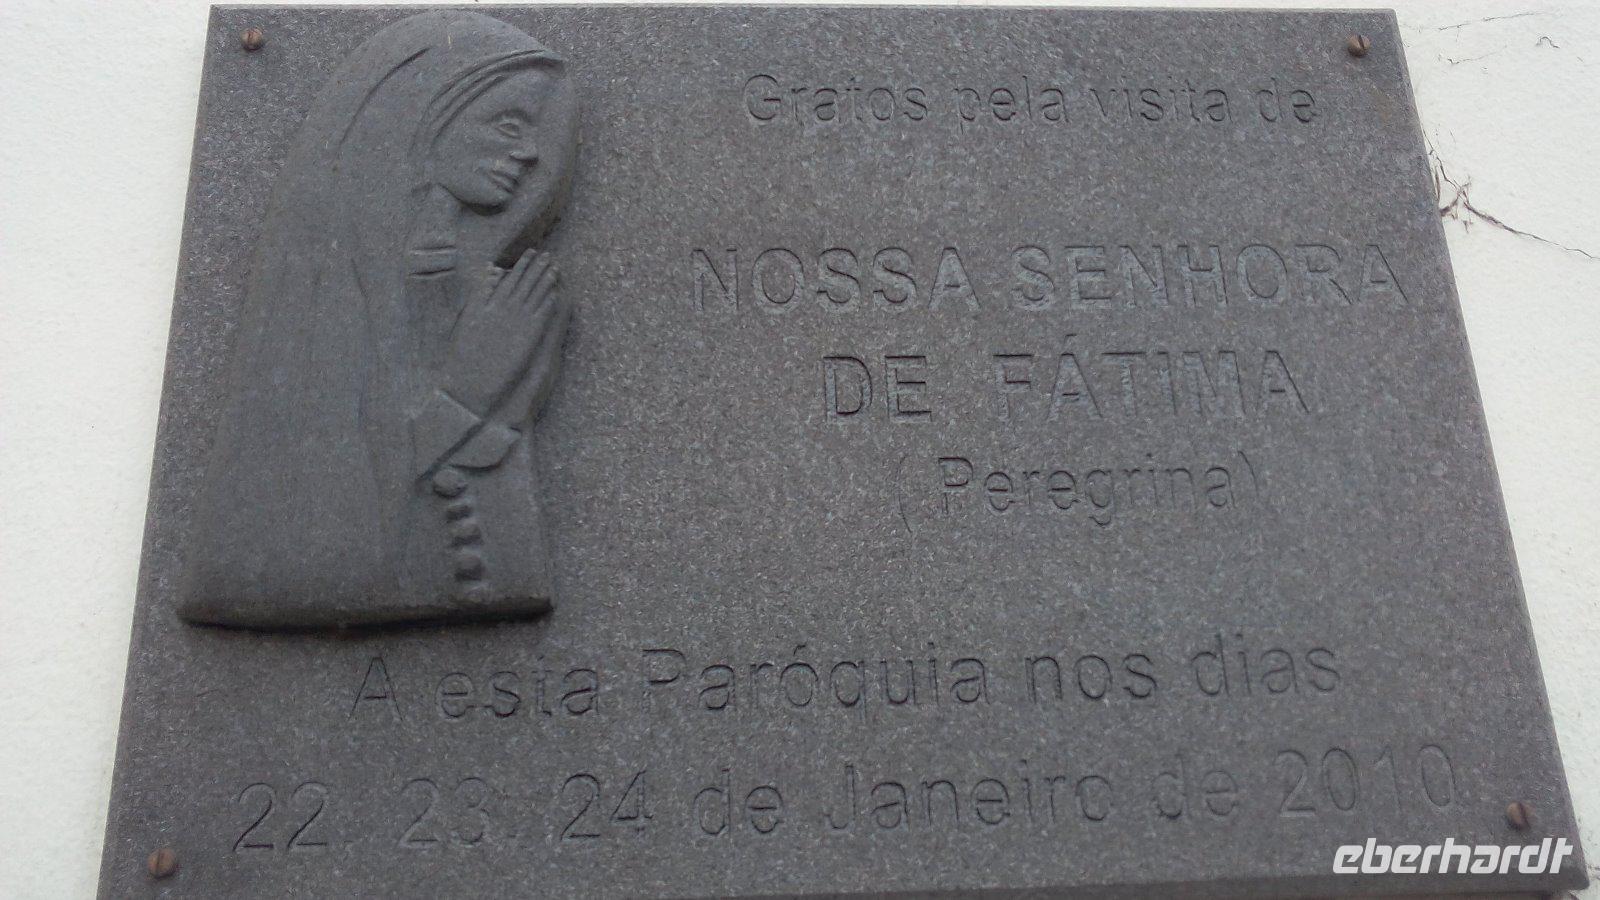 Gratos pela visita de
NOSSA SENHORA
DE FÁTIMA
( Peregrina)
A esta Paróquia nos dias
22. 23. 24 de Janeiro de 2010
eberhardt